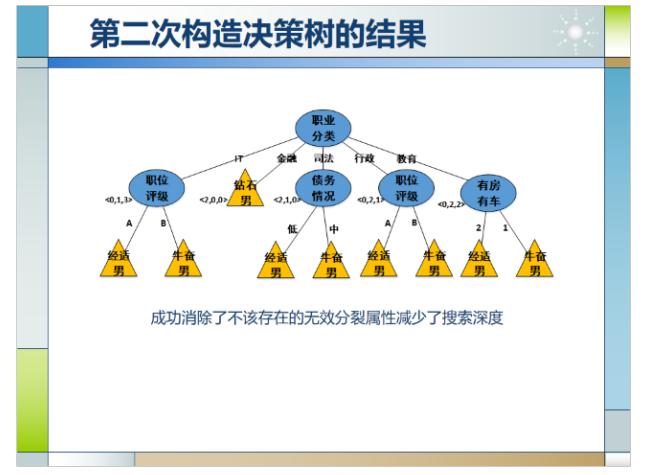 第二次构造决策树的结果
职业
分类
IT
金融
司法
行政
教育
职位
评级
<0,1,3>
钻石
男
<2,0,0>
债务
情况
<2,1,0>
职位
评级
<0,2,1>
有房
有车
<0,2,2>
A
B
低
中
A
B
2
1
经适
男
牛奋
男
经适
男
牛奋
男
经适
男
牛奋
男
经适
男
牛奋
男
成功消除了不该存在的无效分裂属性减少了搜索深度